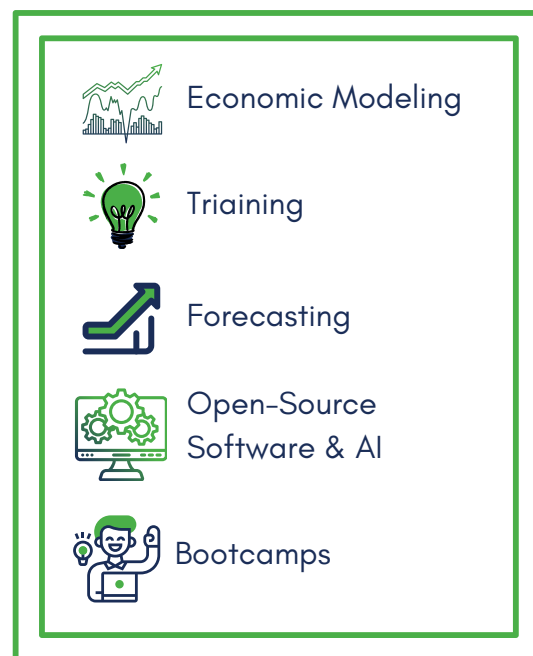 Economic Modeling
Triaining
Forecasting
Open-Source
Software & AI
Bootcamps